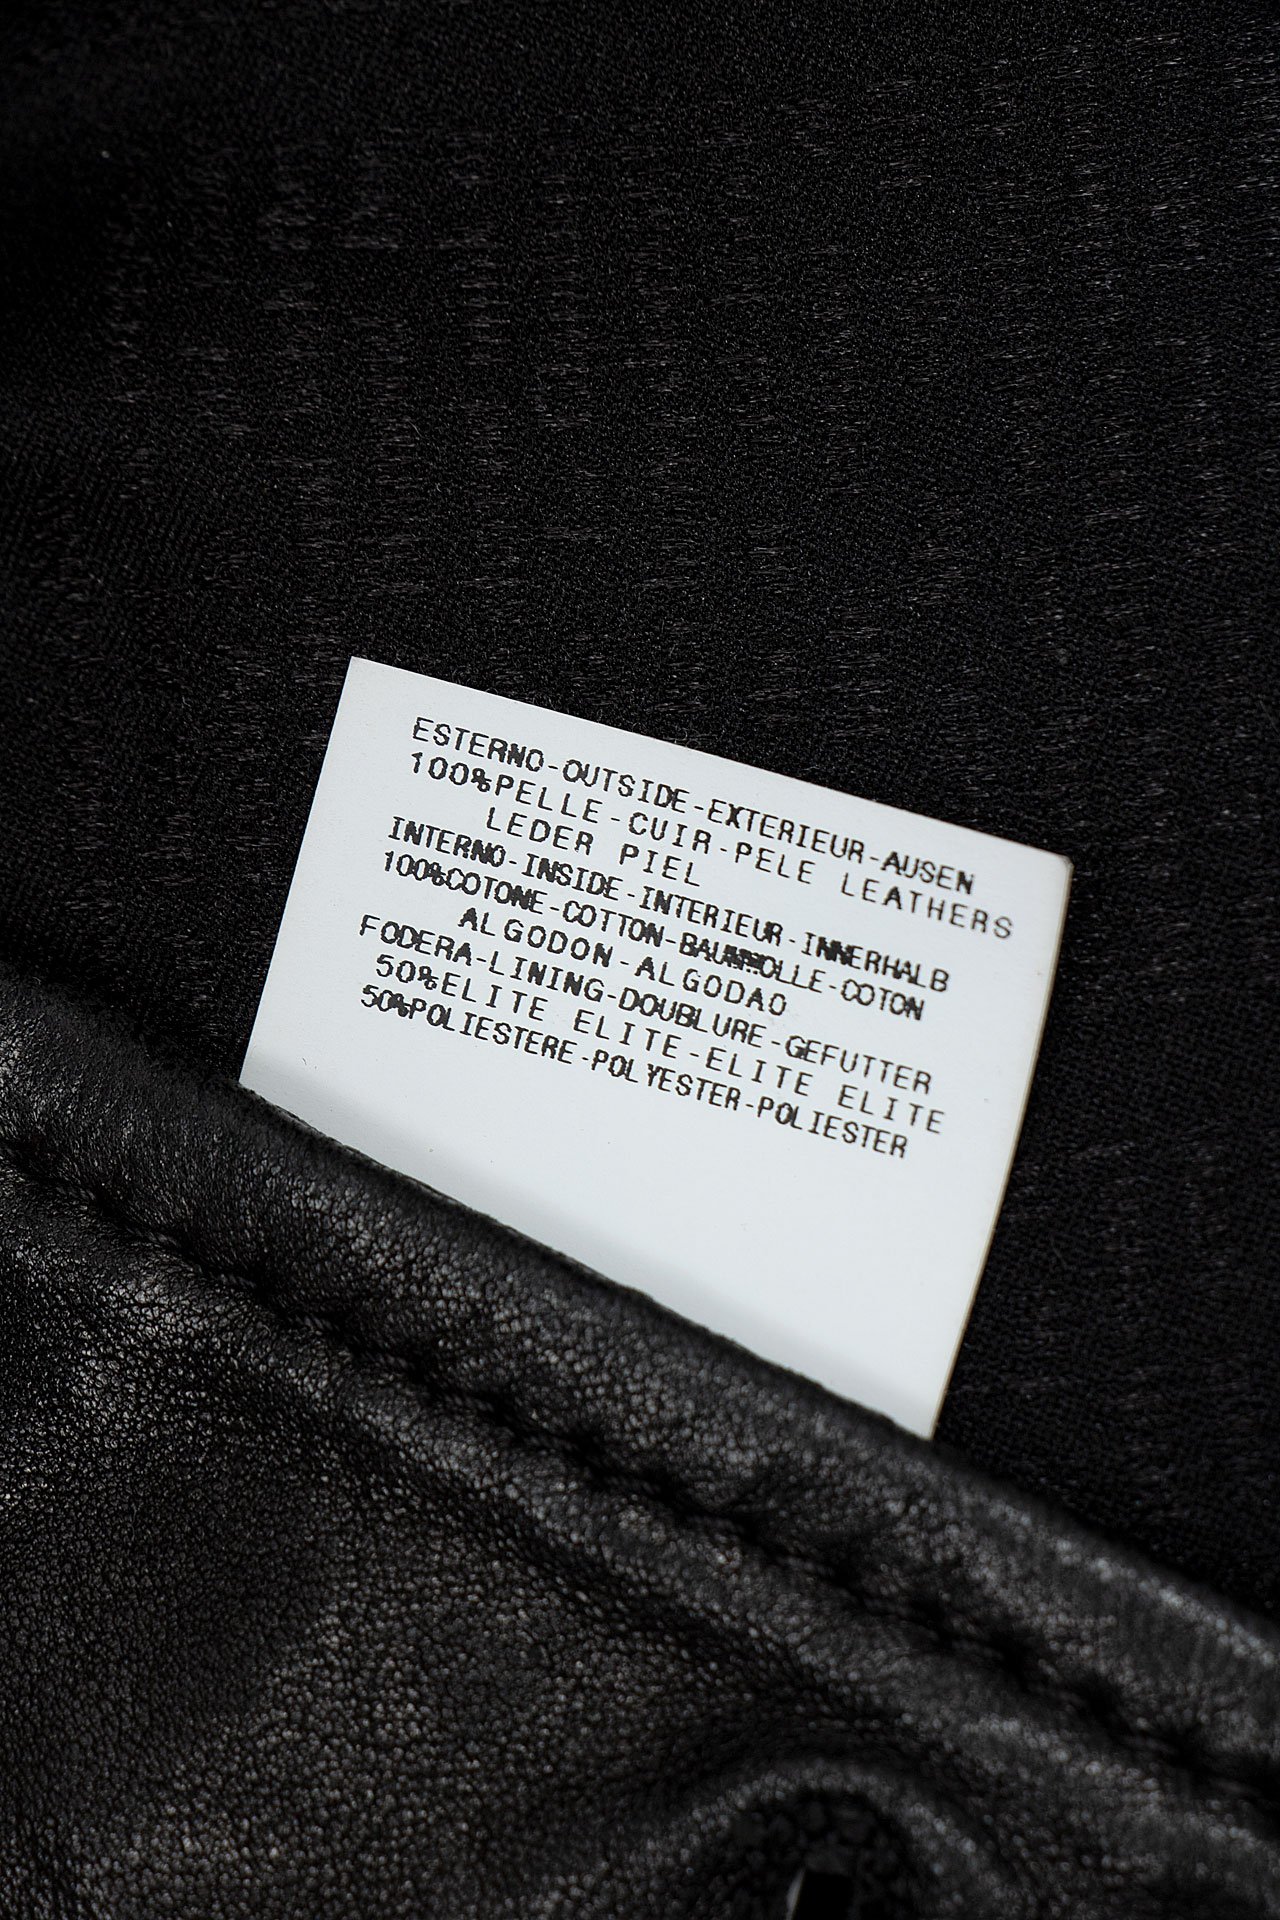 ESTERNO-OUTSIDE-EXTERIEUR-AUSEN
100%PELLE-CUIR-PELE LEATHERS
LEDER PIEL
INTERNO-INSIDE-INTERIEUR-INNERHALB
100%COTONE-COTTON-BAUMWOLLE-COTON
ALGODON-ALGODAO
FODERA-LINING-DOUBLURE-GEFUTTER
50%ELITE ELITE-ELITE ELITE
50%POLIESTERE-POLYESTER-POLIESTER